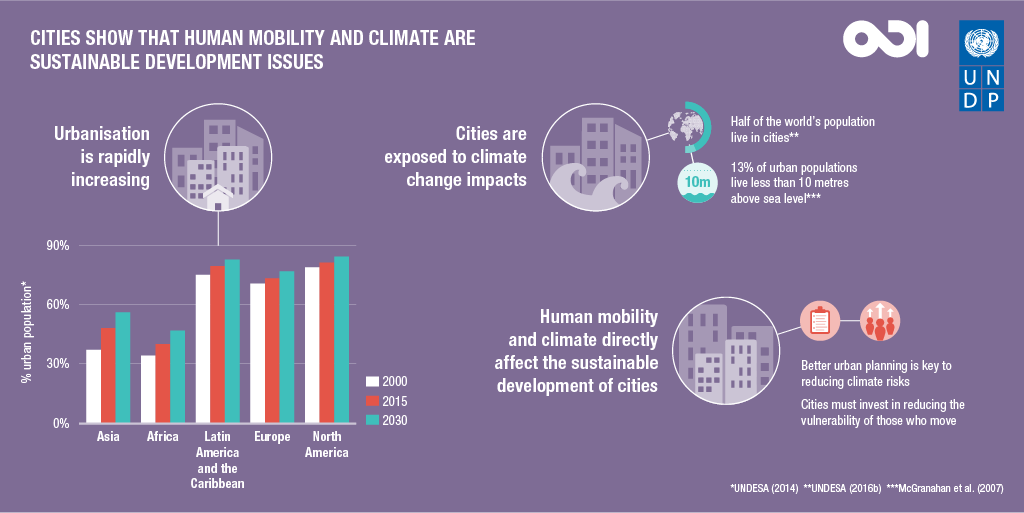 CITIES SHOW THAT HUMAN MOBILITY AND CLIMATE ARE
SUSTAINABLE DEVELOPMENT ISSUES
ODI
U N
D P
Urbanisation
is rapidly
increasing
Cities are
exposed to climate
change impacts
Half of the world's population
live in cities**
10m
13% of urban populations
live less than 10 metres
above sea level***
% urban population*
90%
60%
30%
0%
Asia
Africa
Latin
America
and the
Caribbean
Europe
North
America
2000
2015
2030
Human mobility
and climate directly
affect the sustainable
development of cities
Better urban planning is key to
reducing climate risks
Cities must invest in reducing the
vulnerability of those who move
*UNDESA (2014) **UNDESA (2016b) ***McGranahan et al. (2007)